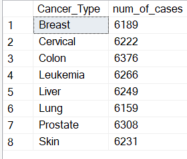 Cancer_Type num_of_cases
1 Breast 6189
2 Cervical 6222
3 Colon 6376
4 Leukemia 6266
5 Liver 6249
6 Lung 6159
7 Prostate 6308
8 Skin 6231